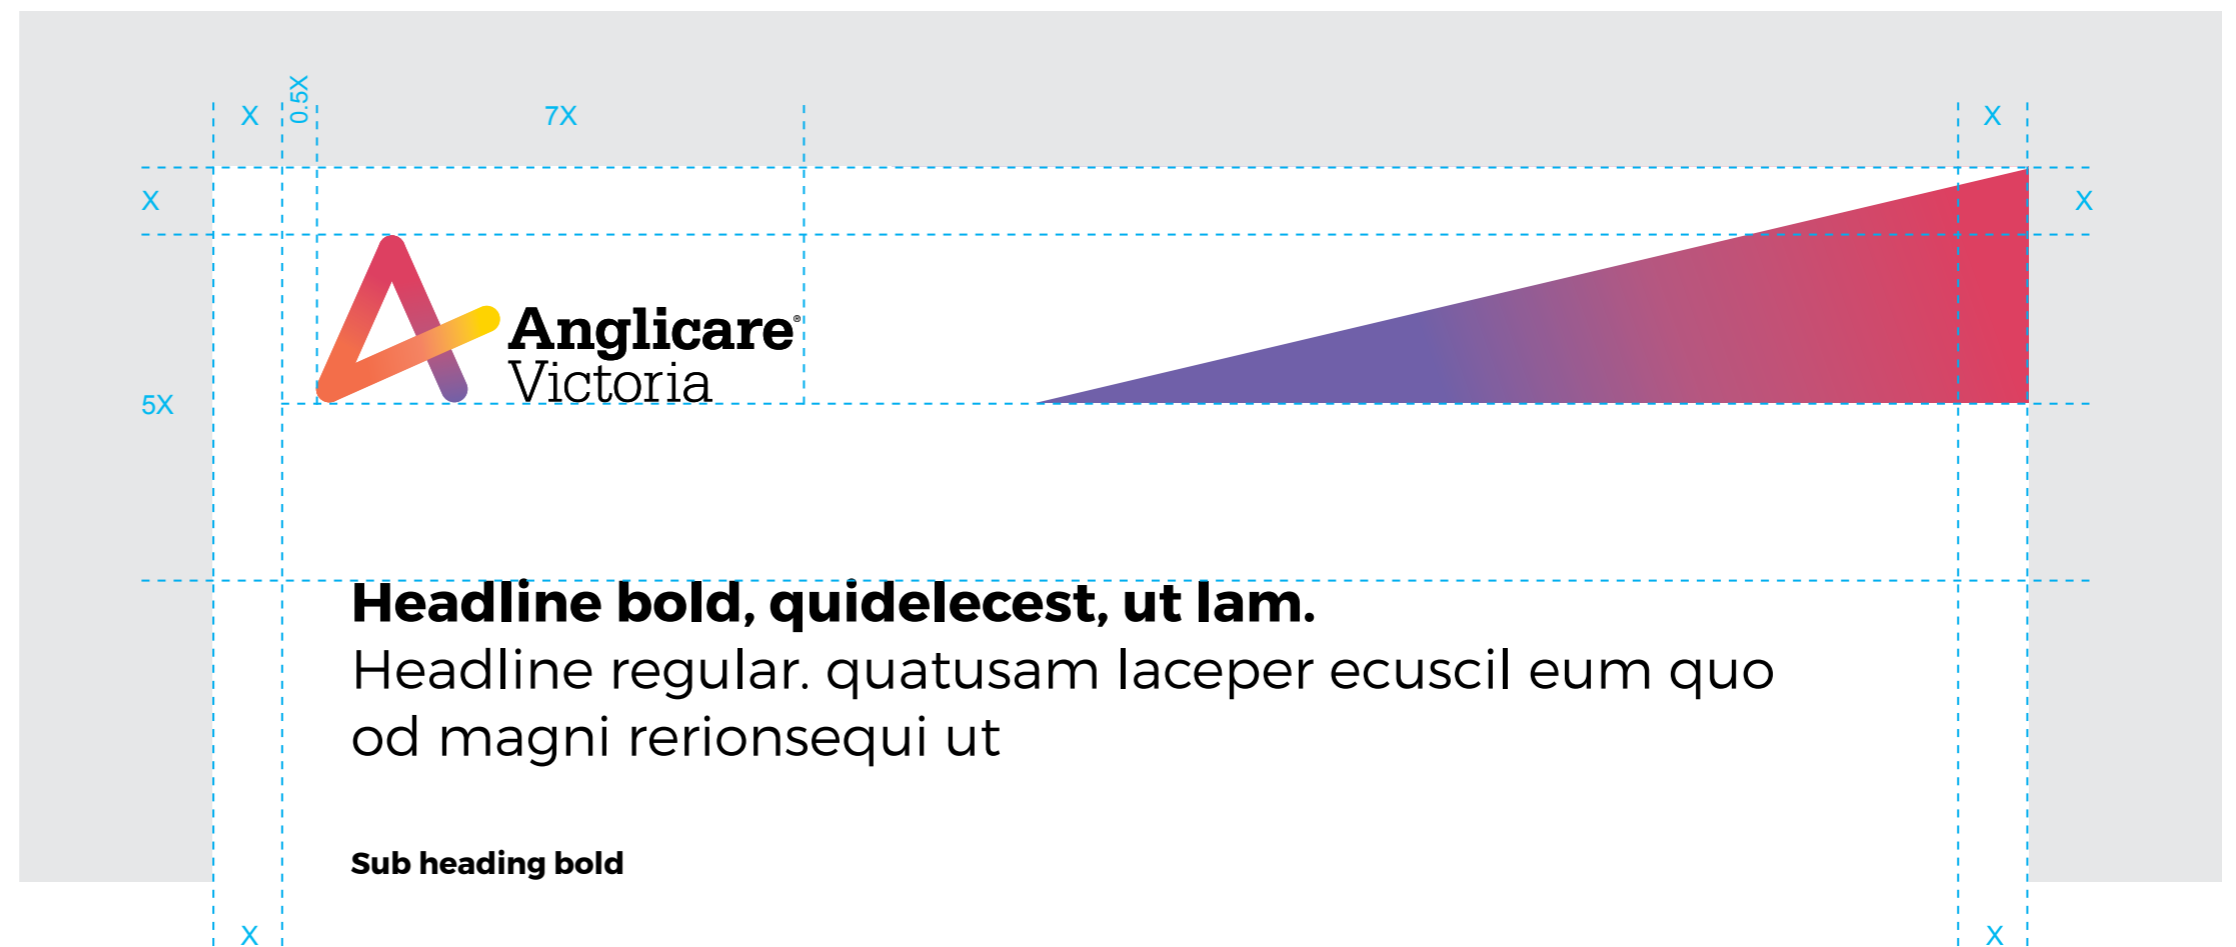 X 0.5X 7X X
X X
Anglicare®
Victoria
5X
Headline bold, quidelecest, ut lam.
Headline regular. quatusam laceper ecuscil eum quo
od magni rerionsequi ut
Sub heading bold
X X